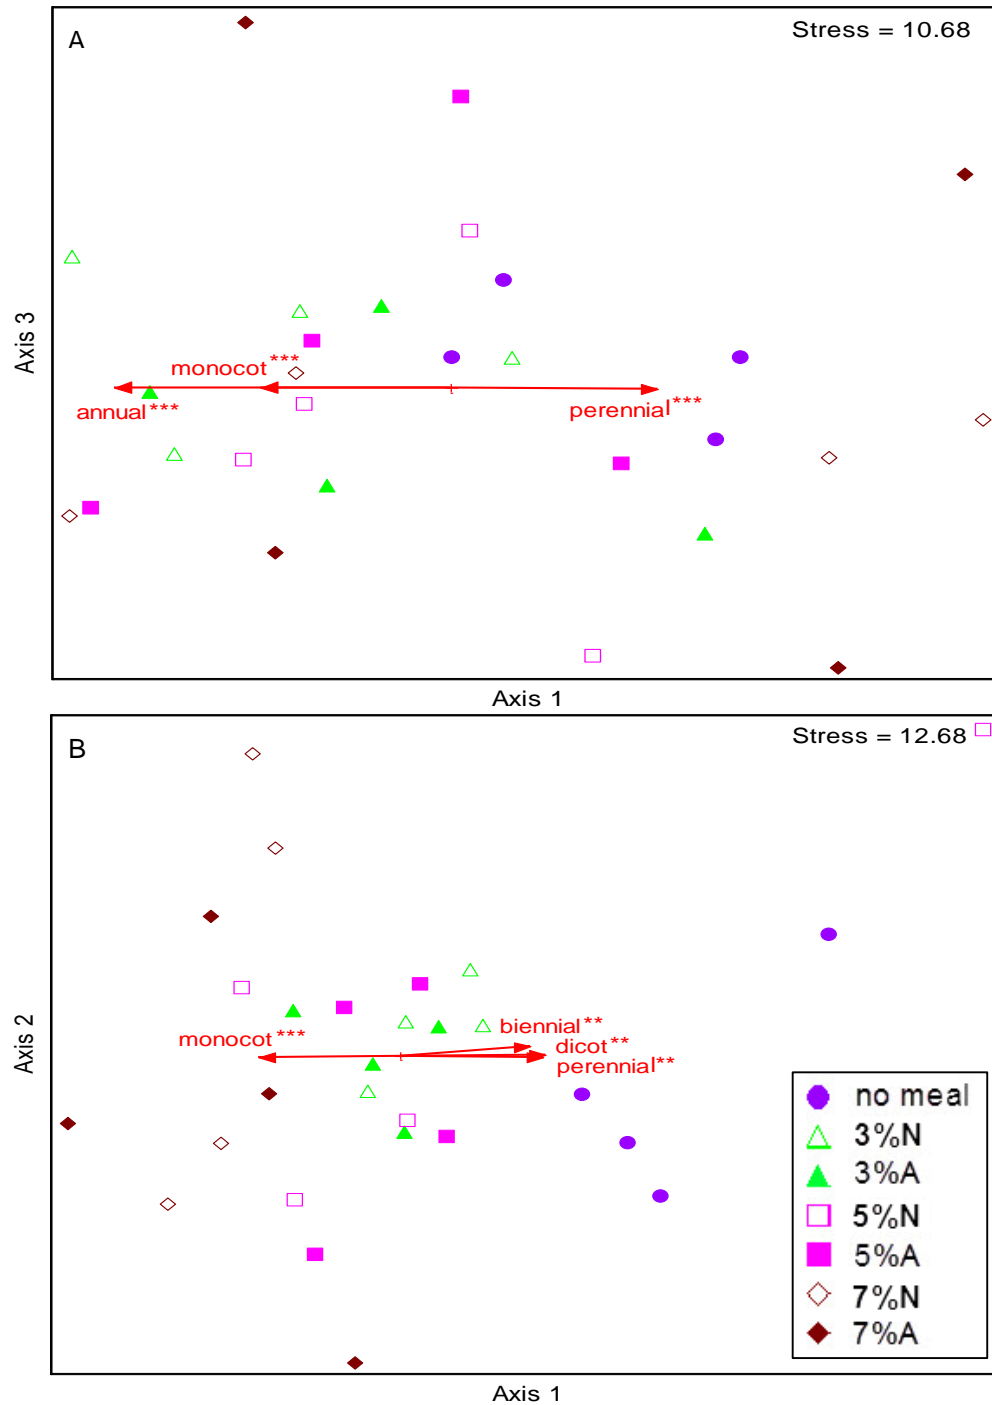 A
Stress = 10.68
monocot***
annual***
perennial***
Axis 3
Axis 1
B
Stress = 12.68
monocot***
biennial**
dicot**
perennial**
Axis 2
no meal
3%N
3%A
5%N
5%A
7%N
7%A
Axis 1